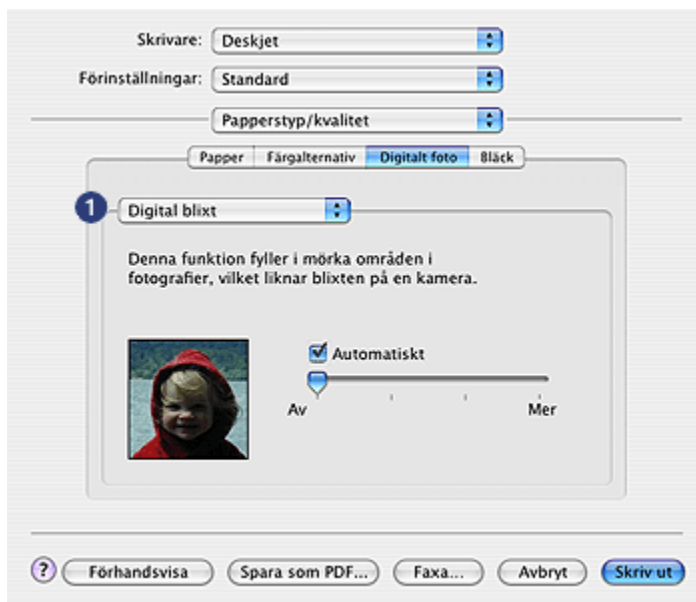 Skrivare: Deskjet
Förinställningar: Standard
Papperstyp/kvalitet
Papper Färgalternativ Digitalt foto Bläck
1 Digital blixt
Denna funktion fyller i mörka områden i
fotografier, vilket liknar blixten på en kamera.
Automatiskt
Av Mer
? Förhandsvisa Spara som PDF... Faxa... Avbryt Skriv ut